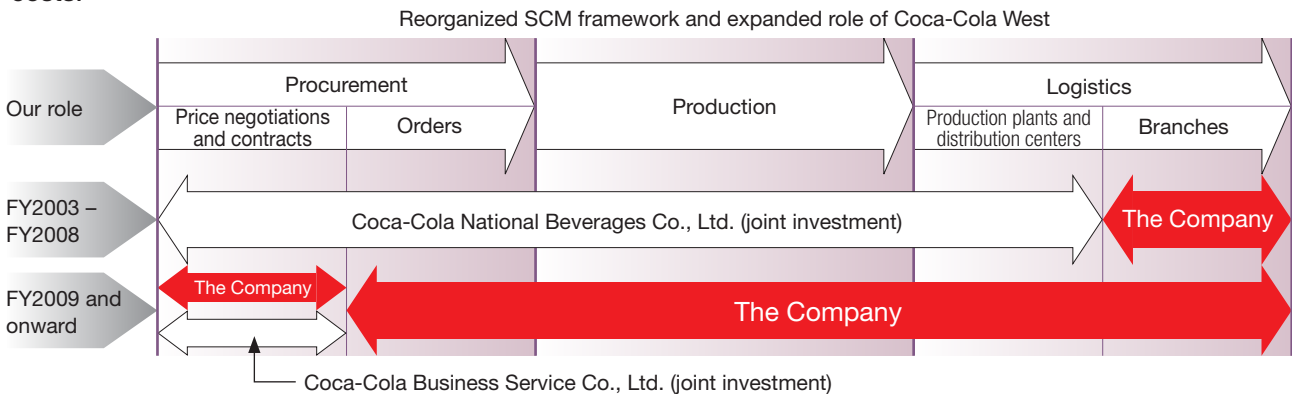 Reorganized SCM framework and expanded role of Coca-Cola West
Our role
Procurement
Price negotiations
and contracts
Orders
Production
Logistics
Production plants and
distribution centers
Branches
FY2003 –
FY2008
Coca-Cola National Beverages Co., Ltd. (joint investment)
The Company
FY2009 and
onward
The Company
The Company
Coca-Cola Business Service Co., Ltd. (joint investment)